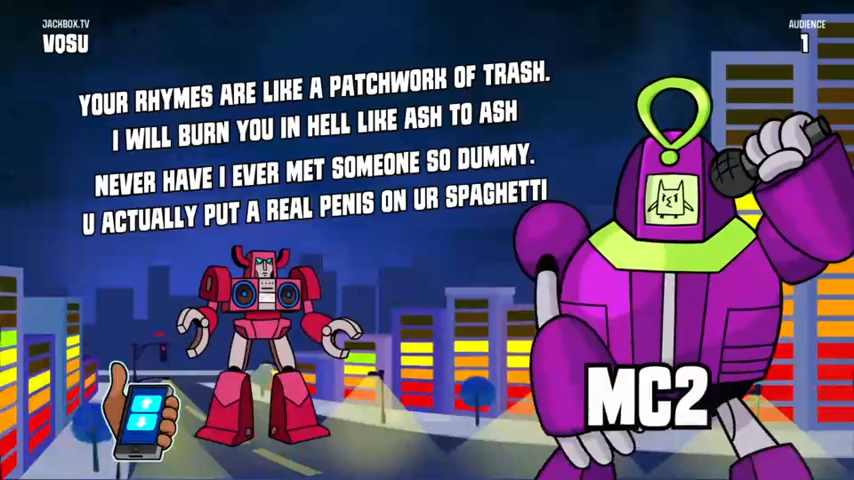 JACKBOX.TV
VQSU
AUDIENCE
1
YOUR RHYMES ARE LIKE A PATCHWORK OF TRASH.
I WILL BURN YOU IN HELL LIKE ASH TO ASH
NEVER HAVE I EVER MET SOMEONE SO DUMMY.
U ACTUALLY PUT A REAL PENIS ON UR SPAGHETTI
MC2